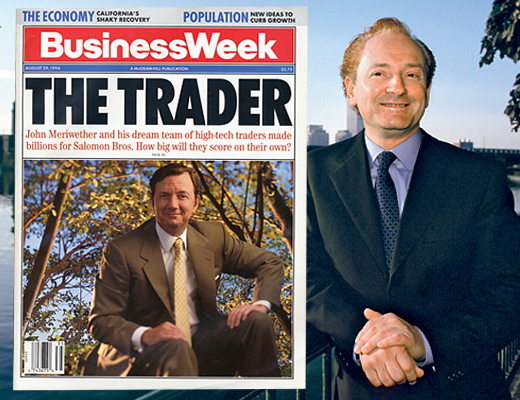 THE ECONOMY CALIFORNIA'S
SHAKY RECOVERY
POPULATION NEW IDEAS TO
CURB GROWTH
BusinessWeek
AUGUST 29, 1994 A McGRAW-HILL PUBLICATION $2.75
THE TRADER
John Meriwether and his dream team of high-tech traders made
billions for Salomon Bros. How big will they score on their own?